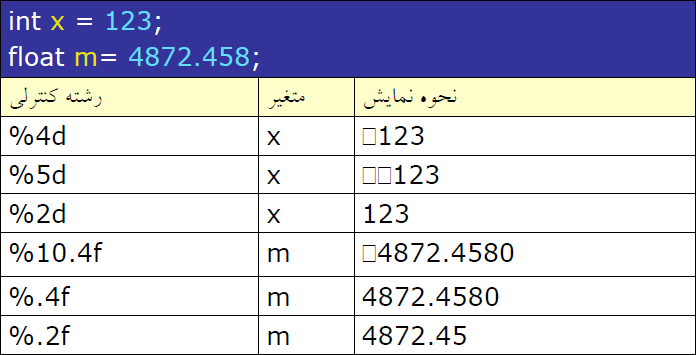 int x = 123;
float m= 4872.458;
رشته کنترلی متغیر نحوه نمایش
%4d x □123
%5d x □□123
%2d x 123
%10.4f m □4872.4580
%.4f m 4872.4580
%.2f m 4872.45